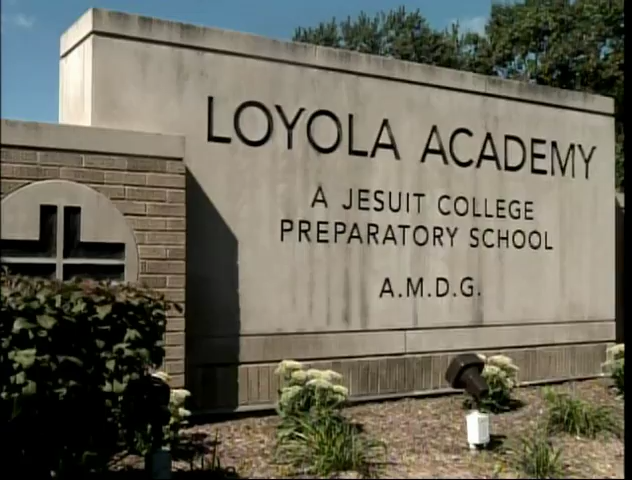 LOYOLA ACADEMY
A JESUIT COLLEGE
PREPARATORY SCHOOL
A.M.D.G.